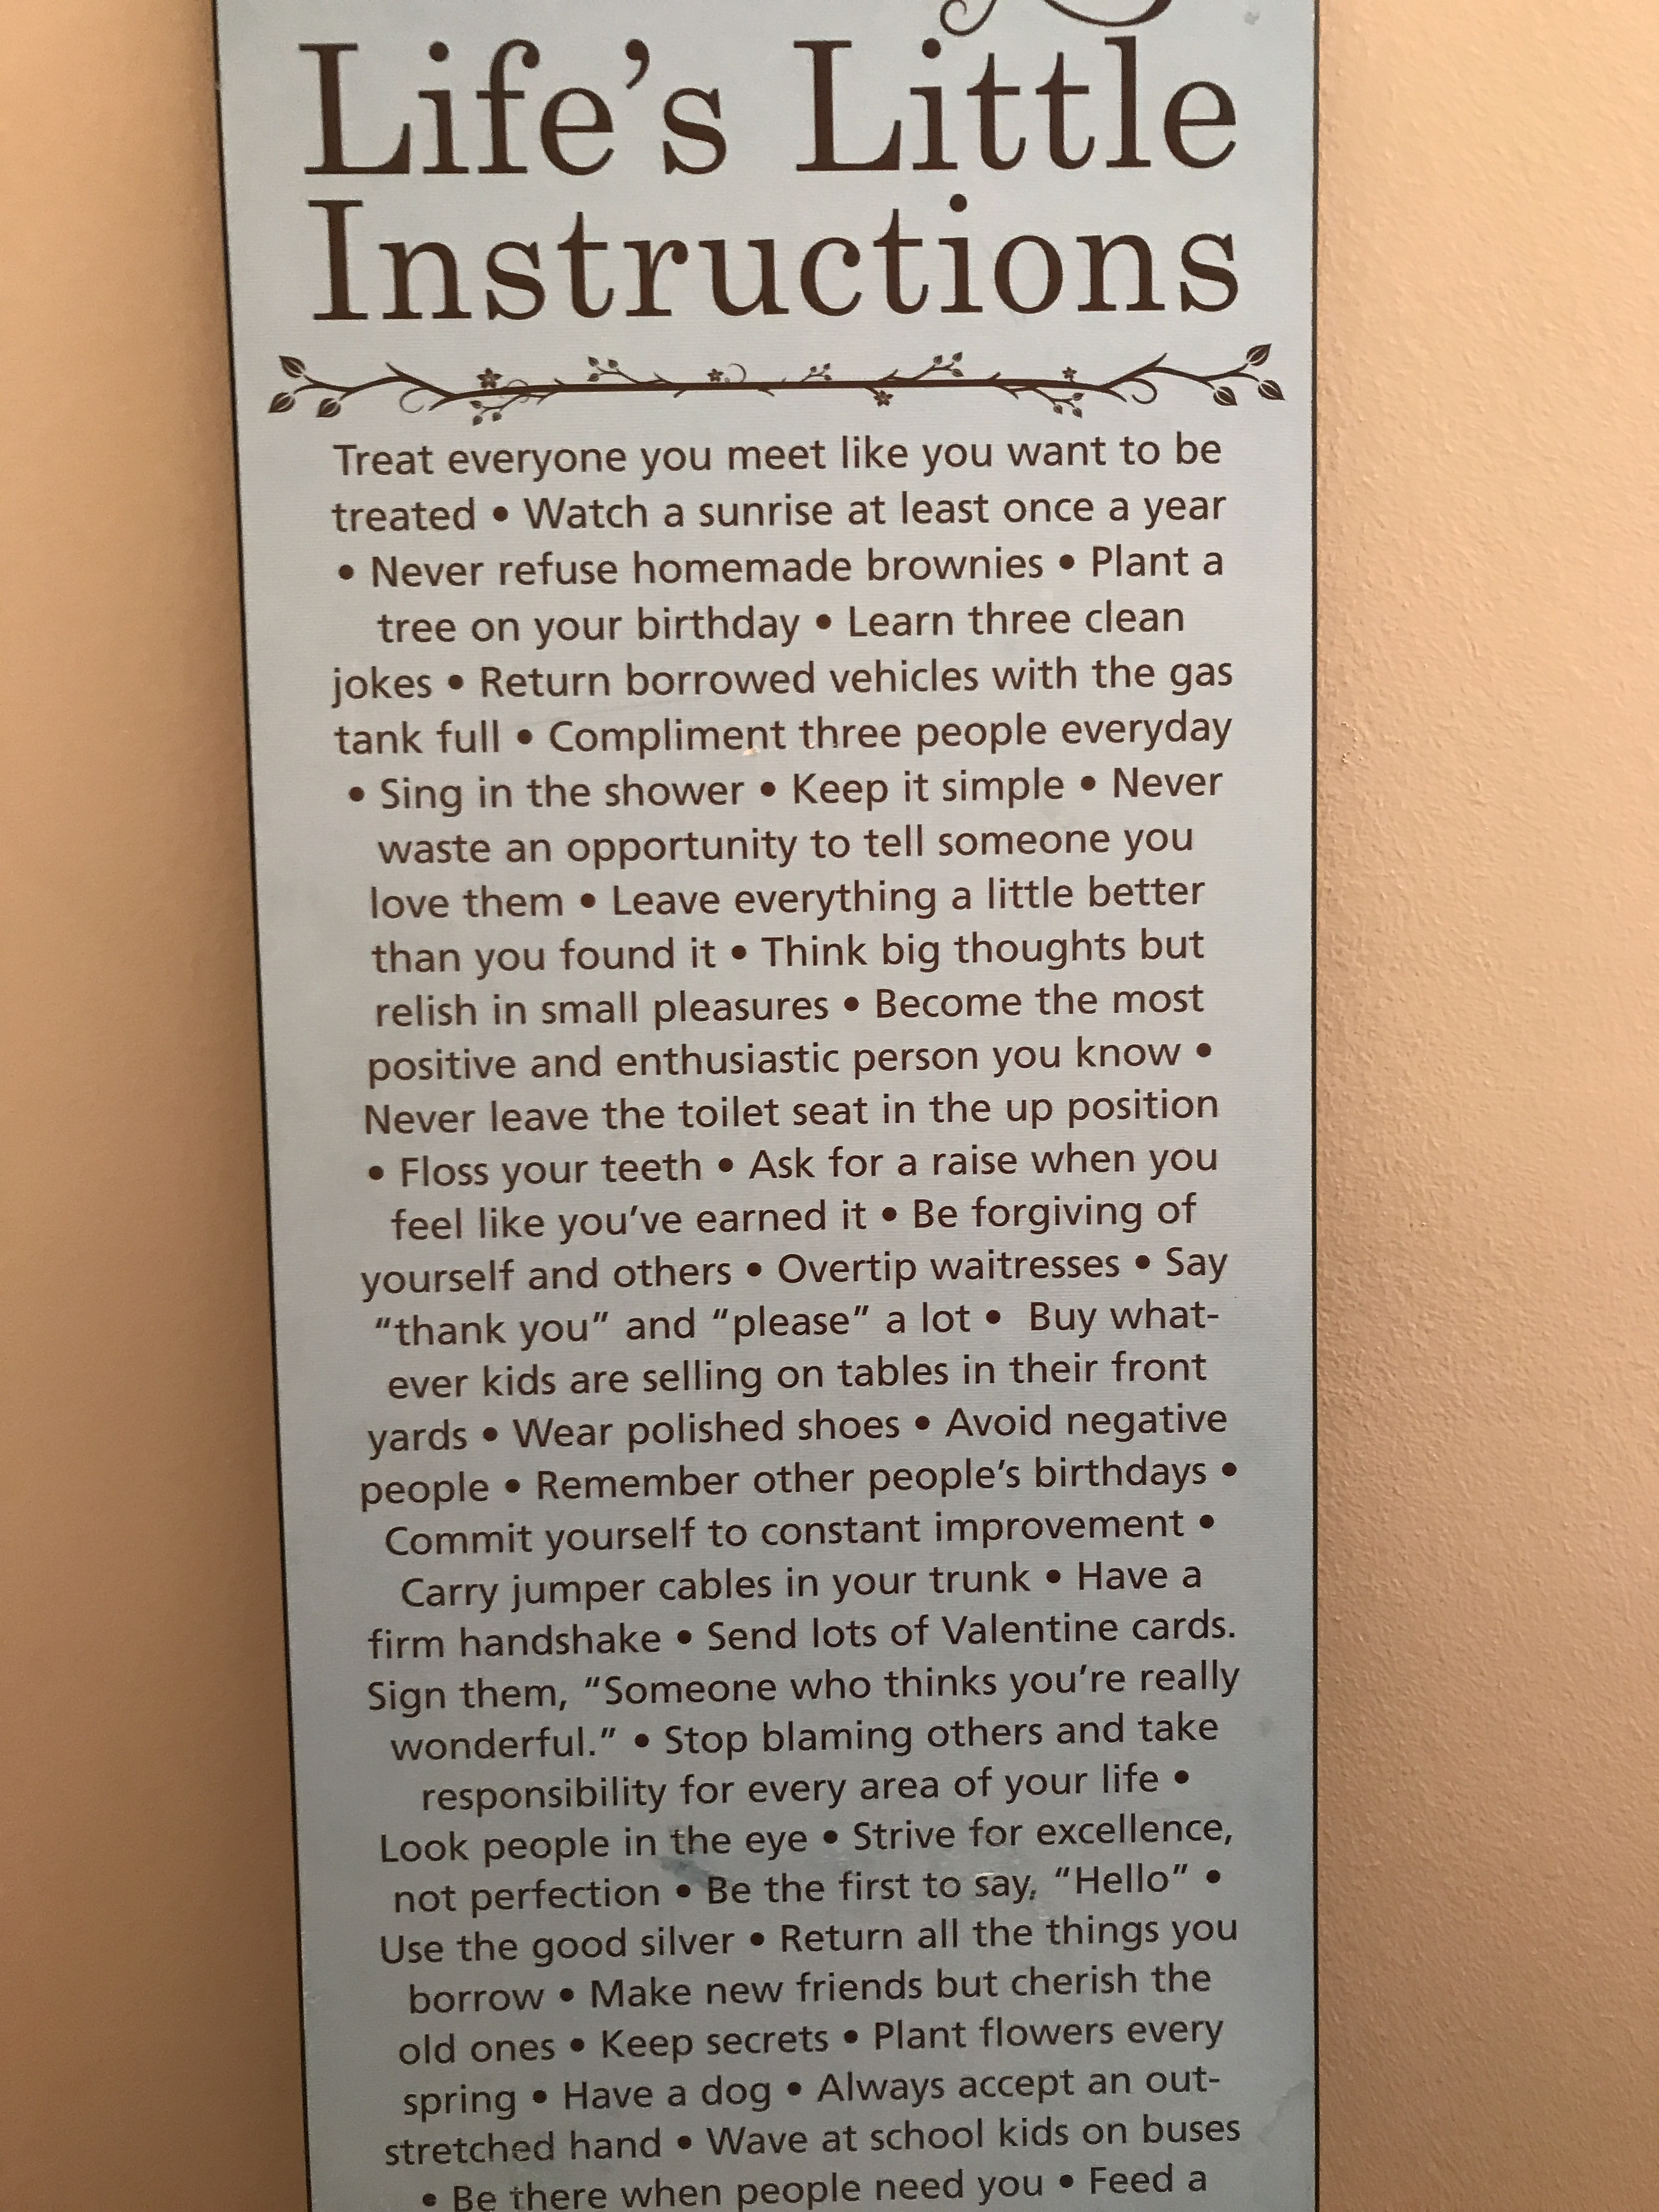 Life’s Little
Instructions
Treat everyone you meet like you want to be
treated • Watch a sunrise at least once a year
• Never refuse homemade brownies • Plant a
tree on your birthday • Learn three clean
jokes • Return borrowed vehicles with the gas
tank full • Compliment three people everyday
• Sing in the shower • Keep it simple • Never
waste an opportunity to tell someone you
love them • Leave everything a little better
than you found it • Think big thoughts but
relish in small pleasures • Become the most
positive and enthusiastic person you know •
Never leave the toilet seat in the up position
• Floss your teeth • Ask for a raise when you
feel like you’ve earned it • Be forgiving of
yourself and others • Overtip waitresses • Say
“thank you” and “please” a lot • Buy what-
ever kids are selling on tables in their front
yards • Wear polished shoes • Avoid negative
people • Remember other people’s birthdays •
Commit yourself to constant improvement •
Carry jumper cables in your trunk • Have a
firm handshake • Send lots of Valentine cards.
Sign them, “Someone who thinks you’re really
wonderful.” • Stop blaming others and take
responsibility for every area of your life •
Look people in the eye • Strive for excellence,
not perfection • Be the first to say, “Hello” •
Use the good silver • Return all the things you
borrow • Make new friends but cherish the
old ones • Keep secrets • Plant flowers every
spring • Have a dog • Always accept an out-
stretched hand • Wave at school kids on buses
• Be there when people need you • Feed a